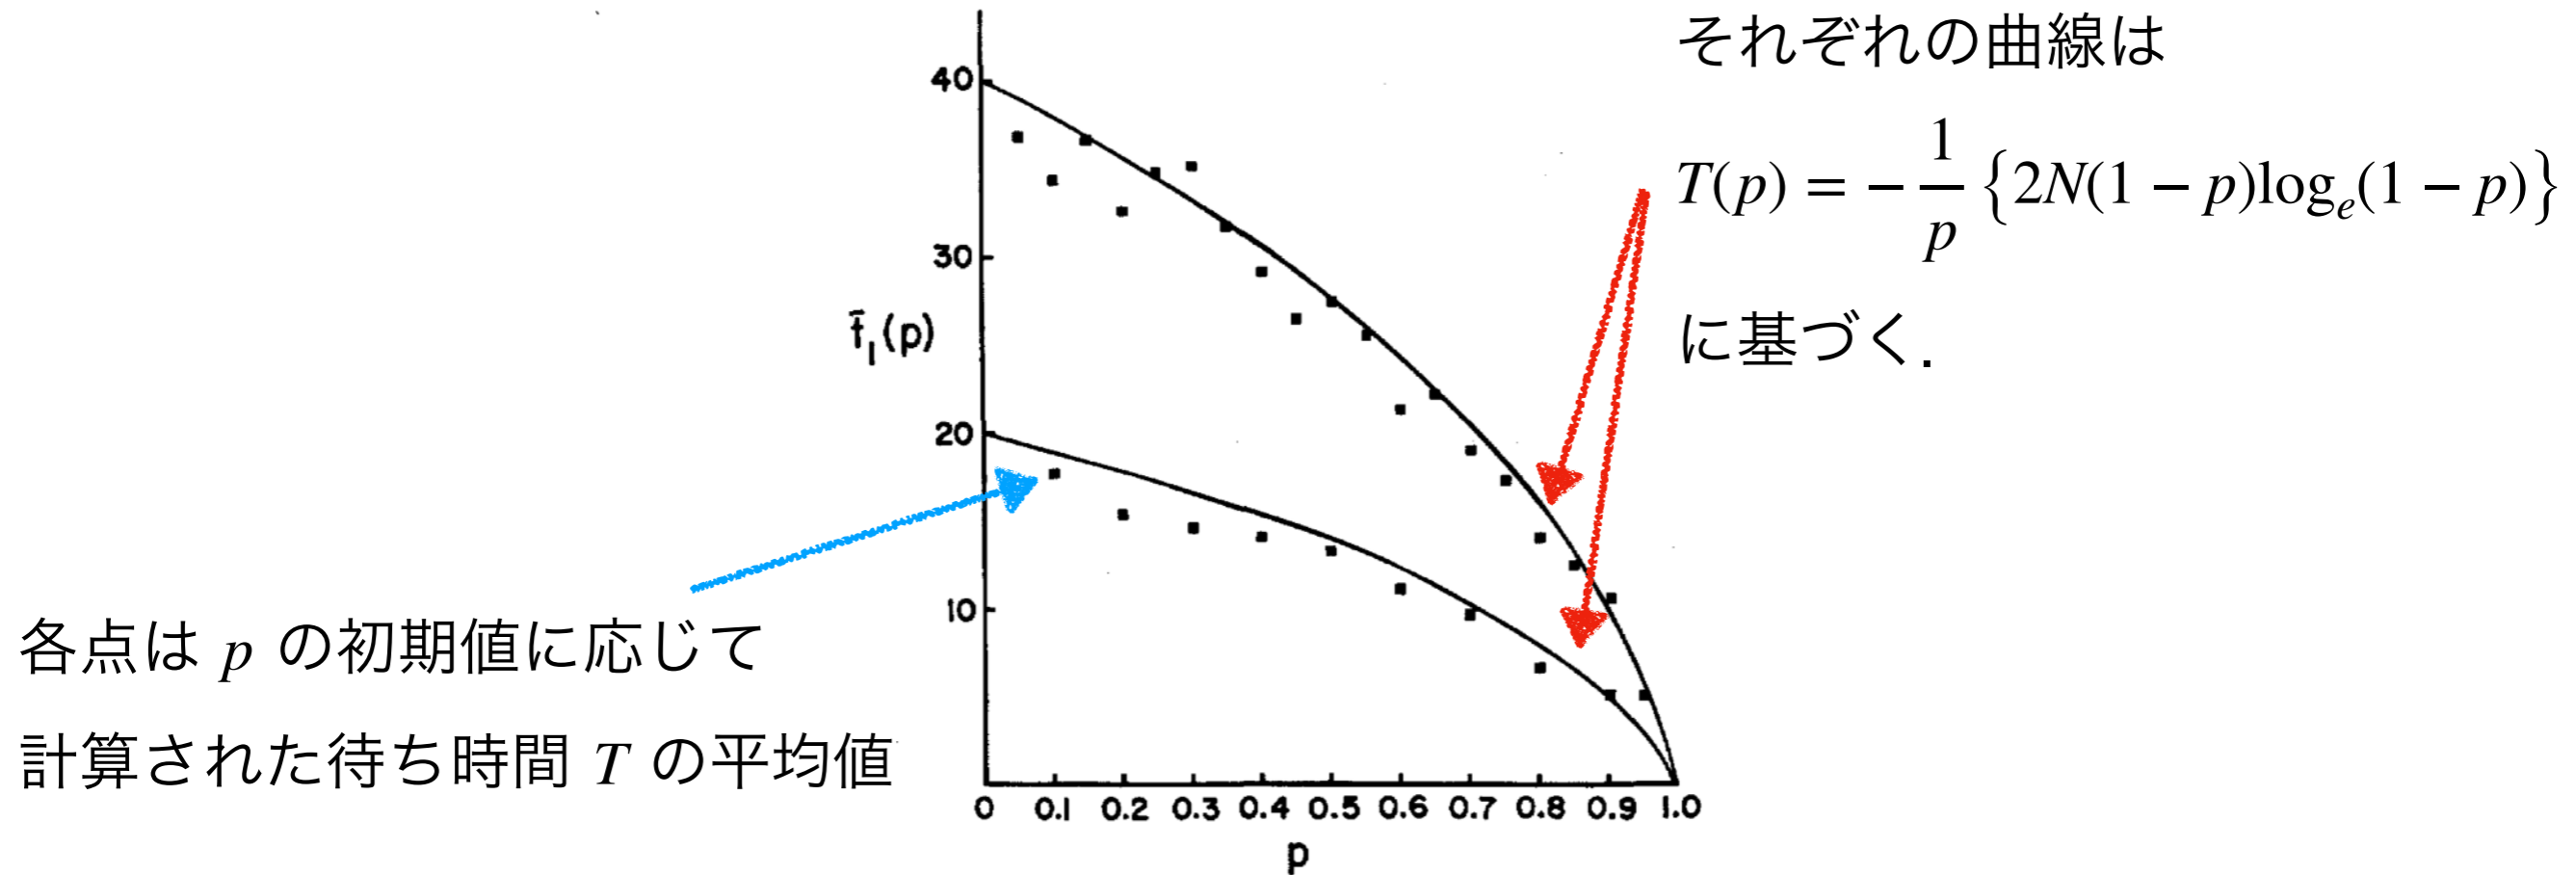 それぞれの曲線は
T(p) = − 1/p {2N(1 − p)logₑ(1 − p)}
に基づく.
40
30
20
10
f̄₁(p)
0 0.1 0.2 0.3 0.4 0.5 0.6 0.7 0.8 0.9 1.0
p
各点は p の初期値に応じて
計算された待ち時間 T の平均値